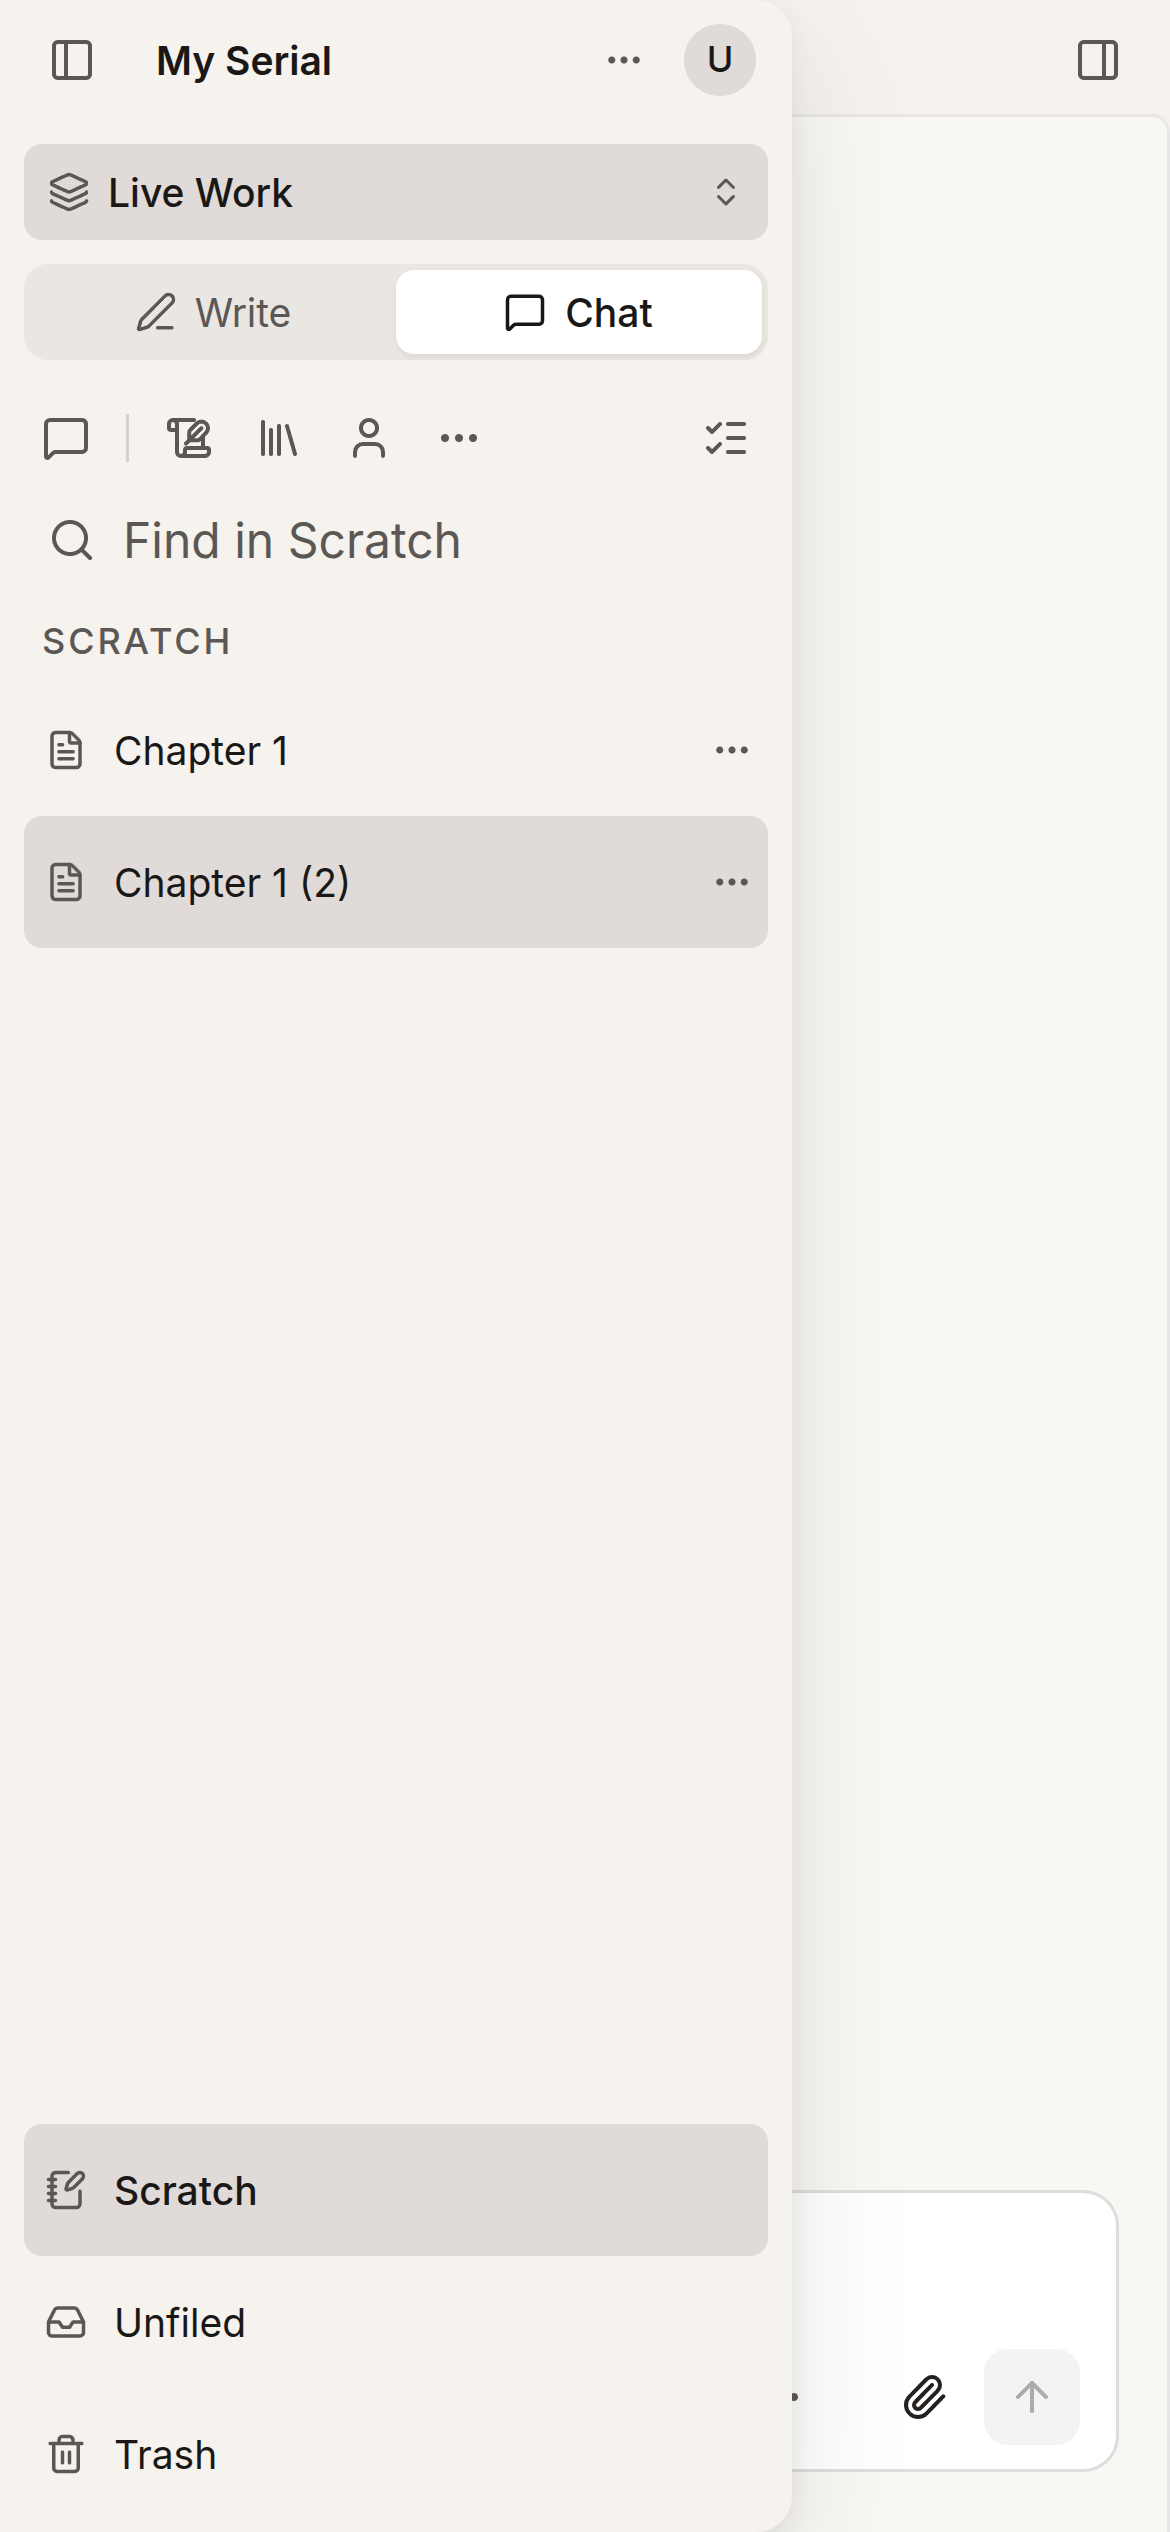 My Serial
U
Live Work
Write
Chat
Find in Scratch
SCRATCH
Chapter 1
Chapter 1 (2)
Scratch
Unfiled
Trash